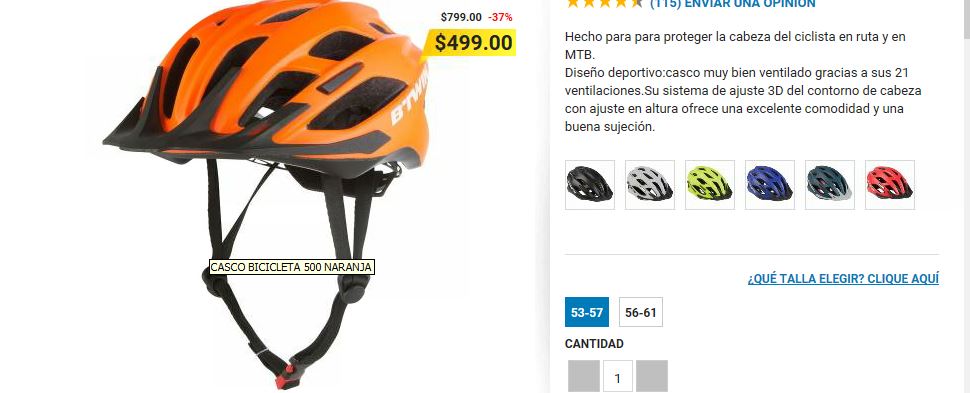 $799.00 -37%
$499.00
B'TWIN
CASCO BICICLETA 500 NARANJA
(115) ENVIAR UNA OPINIÓN
Hecho para para proteger la cabeza del ciclista en ruta y en
MTB.
Diseño deportivo:casco muy bien ventilado gracias a sus 21
ventilaciones.Su sistema de ajuste 3D del contorno de cabeza
con ajuste en altura ofrece una excelente comodidad y una
buena sujeción.
¿QUÉ TALLA ELEGIR? CLIQUE AQUÍ
53-57 56-61
CANTIDAD
1